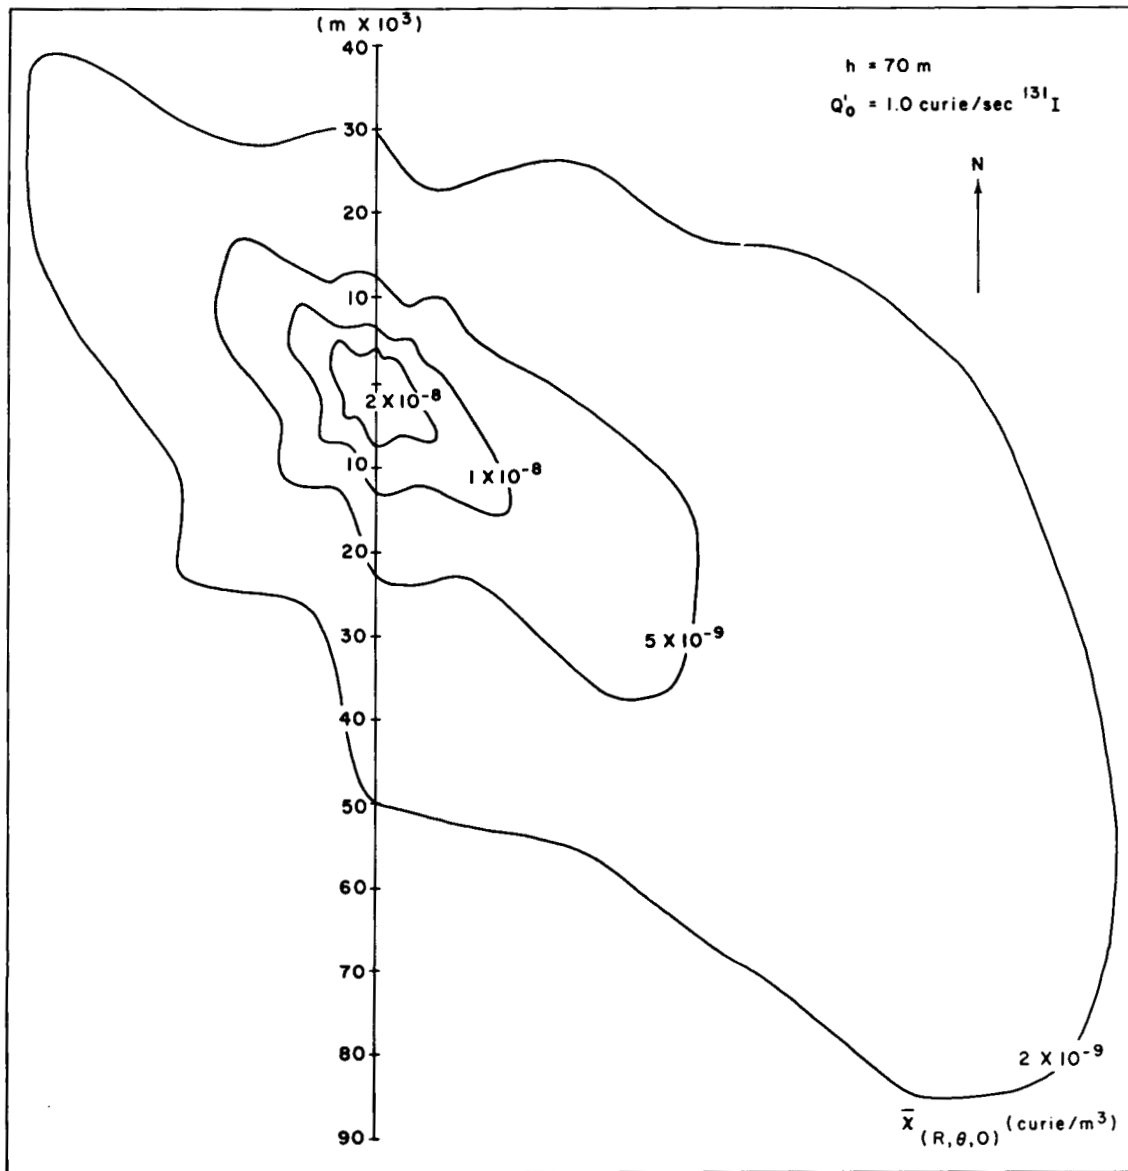 (m X 10³)
40
h = 70 m
Q'₀ = 1.0 curie/sec ¹³¹I
30
N
20
10
2 X 10⁻⁸
10
1 X 10⁻⁸
20
30
5 X 10⁻⁹
40
50
60
70
80
2 X 10⁻⁹
χ̅ (R,θ,O) (curie/m³)
90